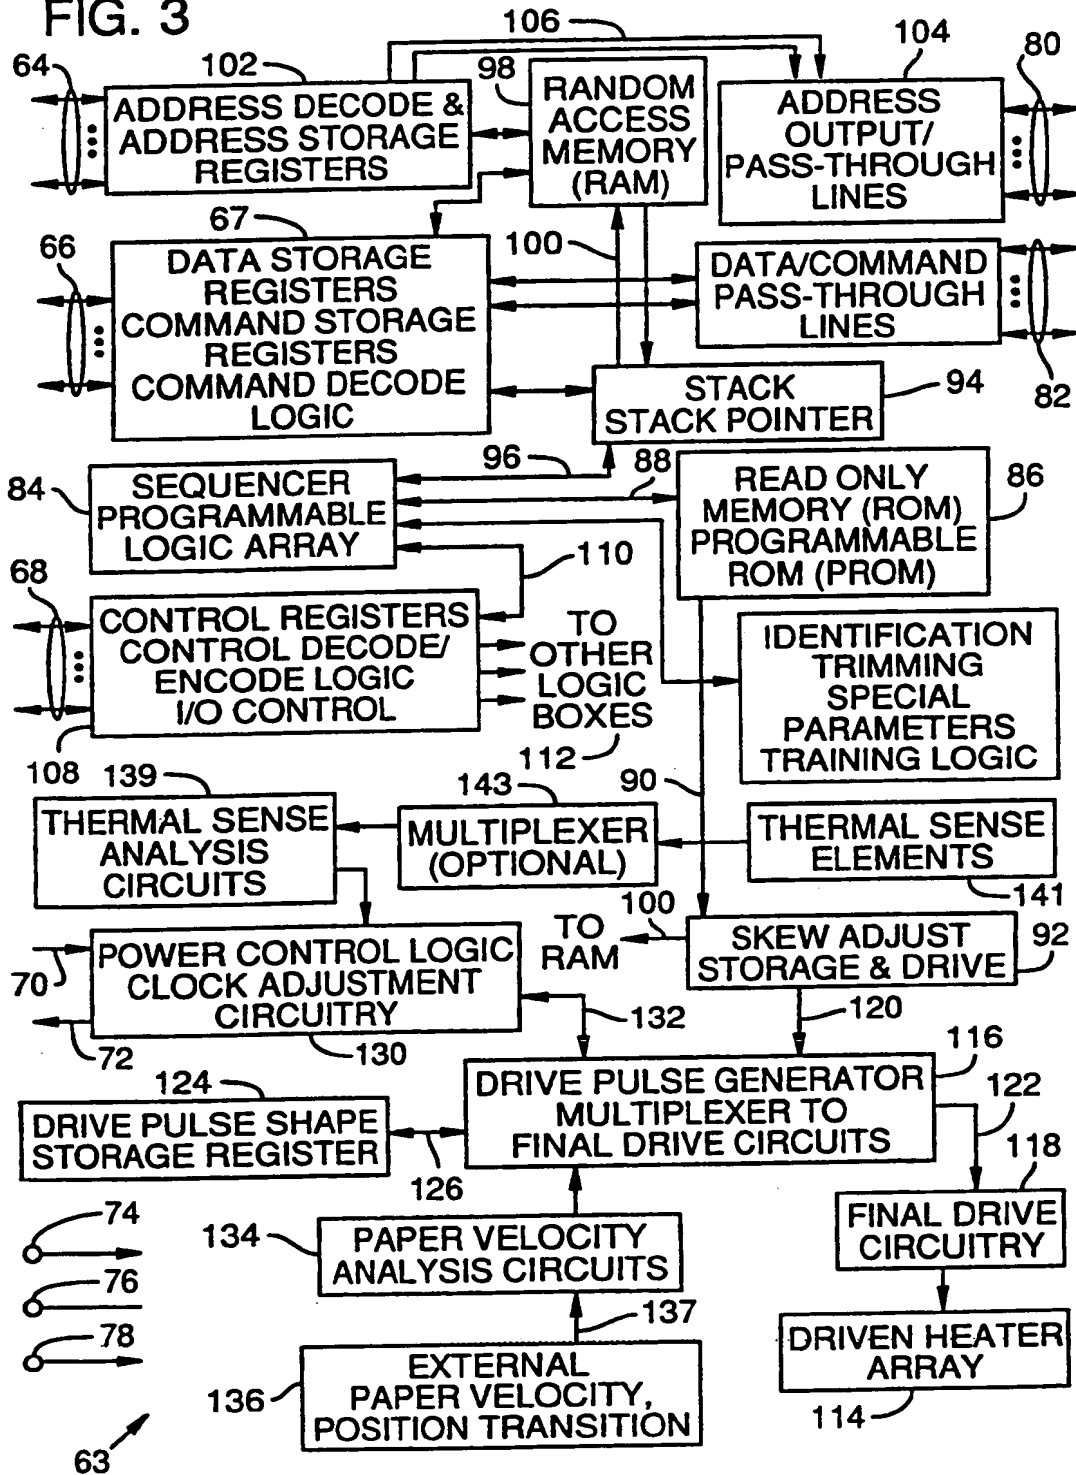 FIG. 3
106
64
102
98
104
80
ADDRESS DECODE &
ADDRESS STORAGE
REGISTERS
RANDOM
ACCESS
MEMORY
(RAM)
ADDRESS
OUTPUT/
PASS-THROUGH
LINES
67
66
100
DATA STORAGE
REGISTERS
COMMAND STORAGE
REGISTERS
COMMAND DECODE
LOGIC
DATA/COMMAND
PASS-THROUGH
LINES
82
STACK
STACK POINTER
94
96
88
84
SEQUENCER
PROGRAMMABLE
LOGIC ARRAY
READ ONLY
MEMORY (ROM)
PROGRAMMABLE
ROM (PROM)
86
110
68
CONTROL REGISTERS
CONTROL DECODE/
ENCODE LOGIC
I/O CONTROL
TO
OTHER
LOGIC
BOXES
IDENTIFICATION
TRIMMING
SPECIAL
PARAMETERS
TRAINING LOGIC
108
112
139
143
90
THERMAL SENSE
ANALYSIS
CIRCUITS
MULTIPLEXER
(OPTIONAL)
THERMAL SENSE
ELEMENTS
141
100
TO
RAM
SKEW ADJUST
STORAGE & DRIVE
92
POWER CONTROL LOGIC
CLOCK ADJUSTMENT
CIRCUITRY
70
72
130
132
120
116
124
DRIVE PULSE GENERATOR
MULTIPLEXER TO
FINAL DRIVE CIRCUITS
122
DRIVE PULSE SHAPE
STORAGE REGISTER
126
118
74
134
PAPER VELOCITY
ANALYSIS CIRCUITS
FINAL DRIVE
CIRCUITRY
76
137
78
136
EXTERNAL
PAPER VELOCITY,
POSITION TRANSITION
DRIVEN HEATER
ARRAY
114
63